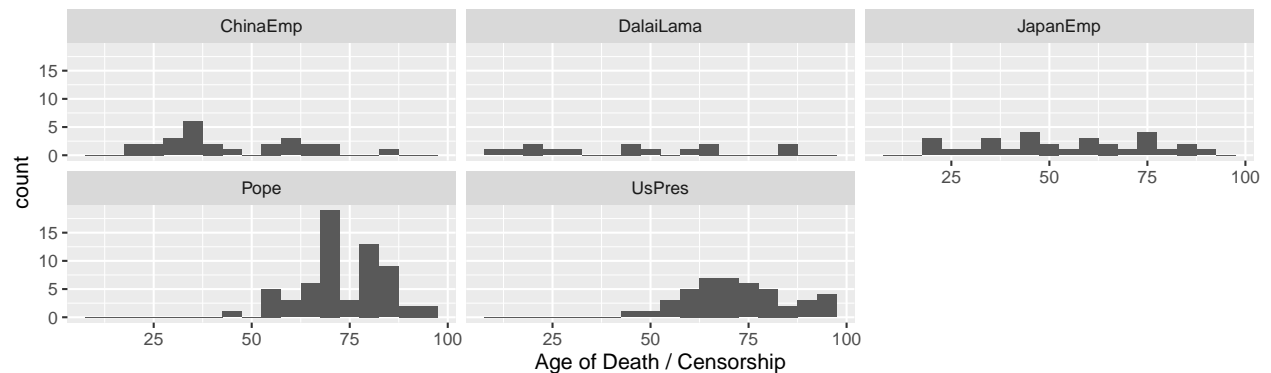 ChinaEmp DalaiLama JapanEmp
15
10
5
0
25 50 75 100
count
Pope UsPres
15
10
5
0
25 50 75 100 25 50 75 100
Age of Death / Censorship